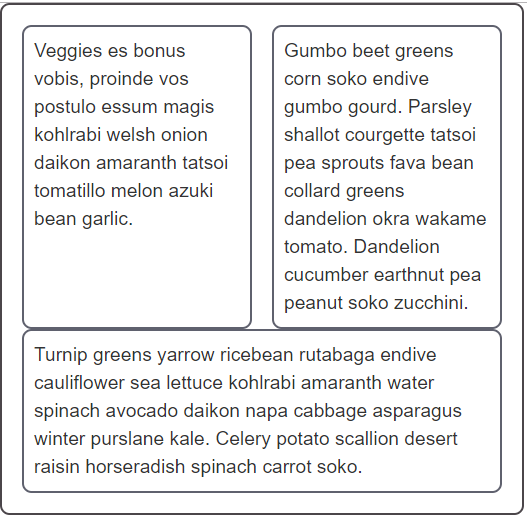 Veggies es bonus
vobis, proinde vos
postulo essum magis
kohlrabi welsh onion
daikon amaranth tatsoi
tomatillo melon azuki
bean garlic.
Gumbo beet greens
corn soko endive
gumbo gourd. Parsley
shallot courgette tatsoi
pea sprouts fava bean
collard greens
dandelion okra wakame
tomato. Dandelion
cucumber earthnut pea
peanut soko zucchini.
Turnip greens yarrow ricebean rutabaga endive
cauliflower sea lettuce kohlrabi amaranth water
spinach avocado daikon napa cabbage asparagus
winter purslane kale. Celery potato scallion desert
raisin horseradish spinach carrot soko.